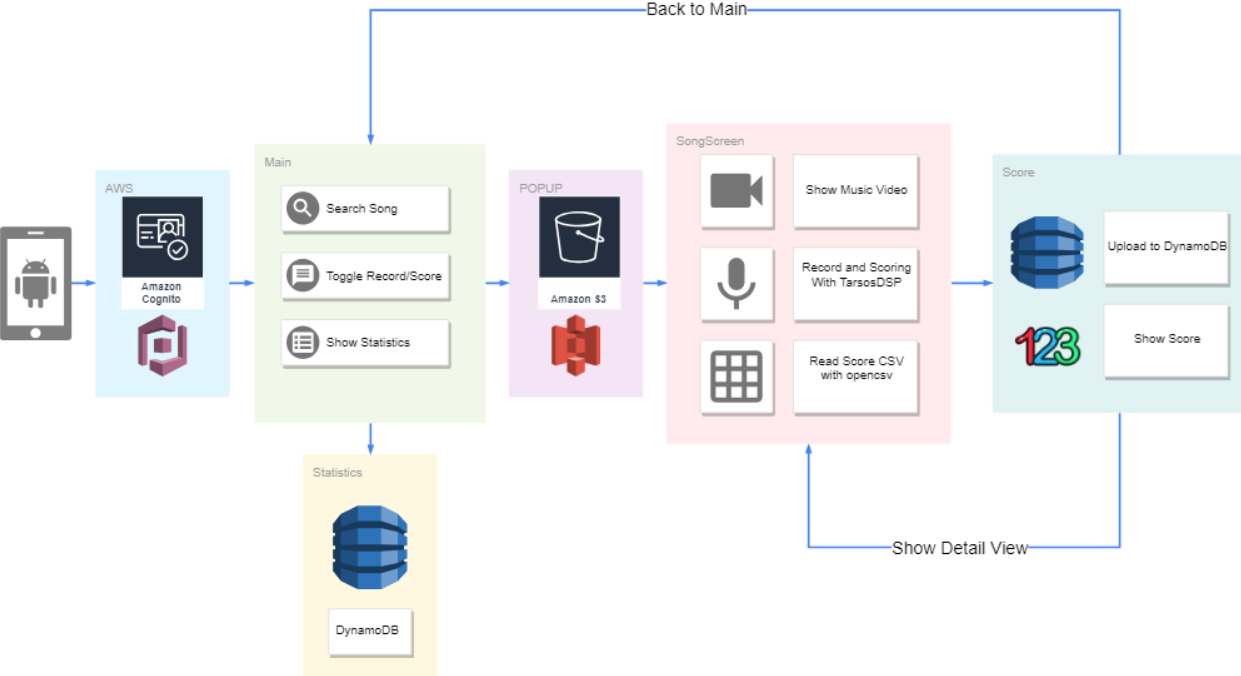 Back to Main
AWS
Amazon
Cognito
Main
Search Song
Toggle Record/Score
Show Statistics
POPUP
Amazon S3
SongScreen
Show Music Video
Record and Scoring
With TarsosDSP
Read Score CSV
with opencsv
Score
Upload to DynamoDB
123
Show Score
Statistics
DynamoDB
Show Detail View